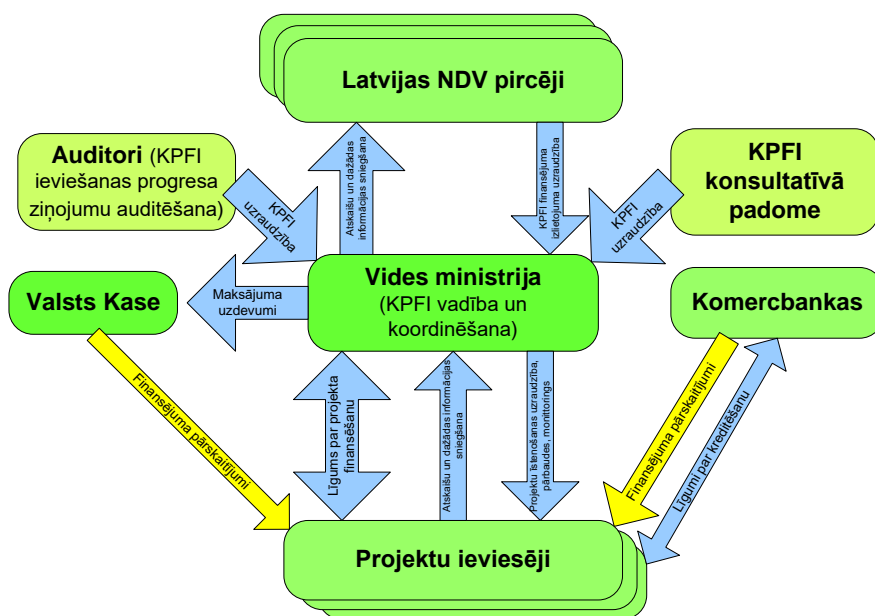 Latvijas NDV pircēji
Auditori (KPFI
ieviešanas progresa
ziņojumu auditēšana)
KPFI
uzraudzība
Atskaišu un dažādas
informācijas sniegšana
KPFI finansējuma
izlietojuma uzraudzība
KPFI
uzraudzība
KPFI
konsultatīvā
padome
Valsts Kase
Maksājuma
uzdevumi
Vides ministrija
(KPFI vadība un
koordinēšana)
Komercbankas
Finansējuma pārskaitījumi
Līgums par projekta
finansēšanu
Atskaišu un dažādas informācijas
sniegšana
Projektu īstenošanas uzraudzība,
pārbaudes, monittorings
Finansējuma pārskaitījumi
Līgumi par kreditēšanu
Projektu ieviesēji